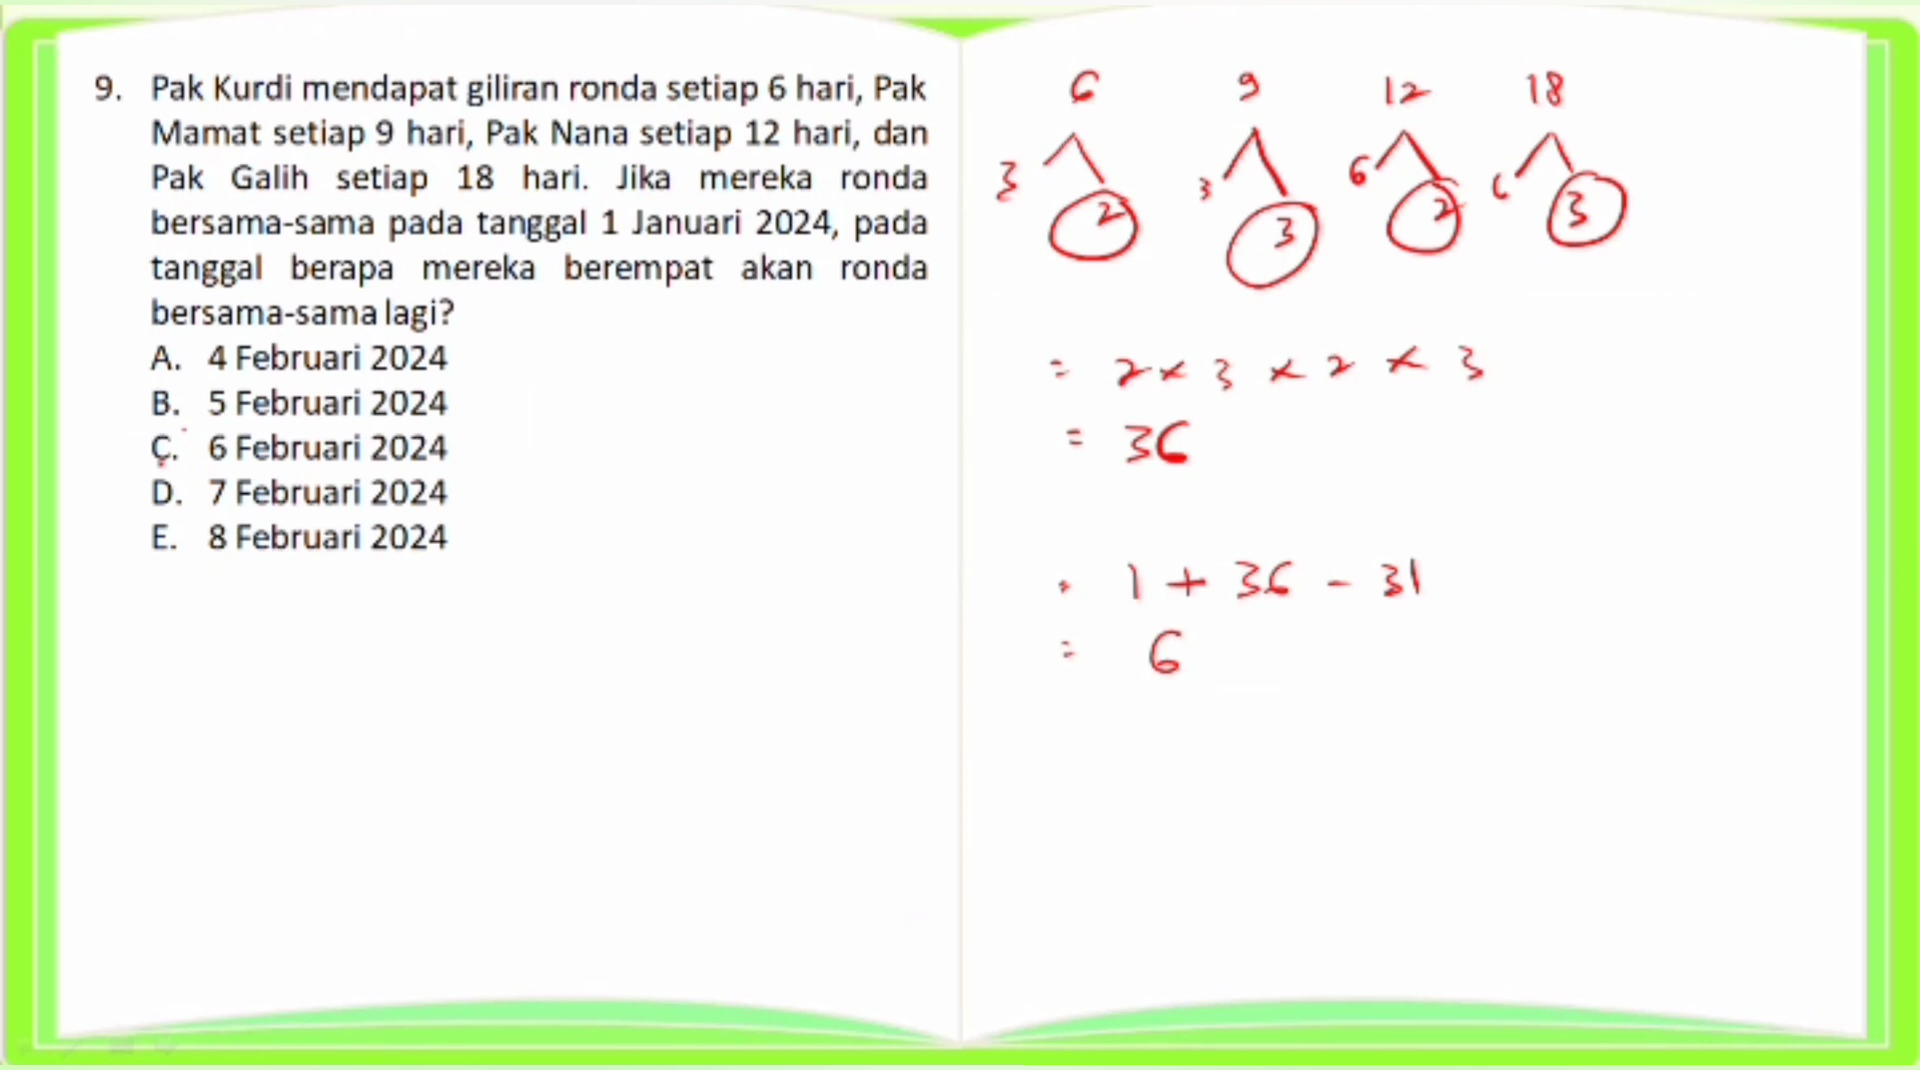 9. Pak Kurdi mendapat giliran ronda setiap 6 hari, Pak
Mamat setiap 9 hari, Pak Nana setiap 12 hari, dan
Pak Galih setiap 18 hari. Jika mereka ronda
bersama-sama pada tanggal 1 Januari 2024, pada
tanggal berapa mereka berempat akan ronda
bersama-sama lagi?
A. 4 Februari 2024
B. 5 Februari 2024
C. 6 Februari 2024
D. 7 Februari 2024
E. 8 Februari 2024
6 9 12 18
3 2 3 3 6 2 6 3
= 2 × 3 × 2 × 3
= 36
= 1 + 36 - 31
= 6